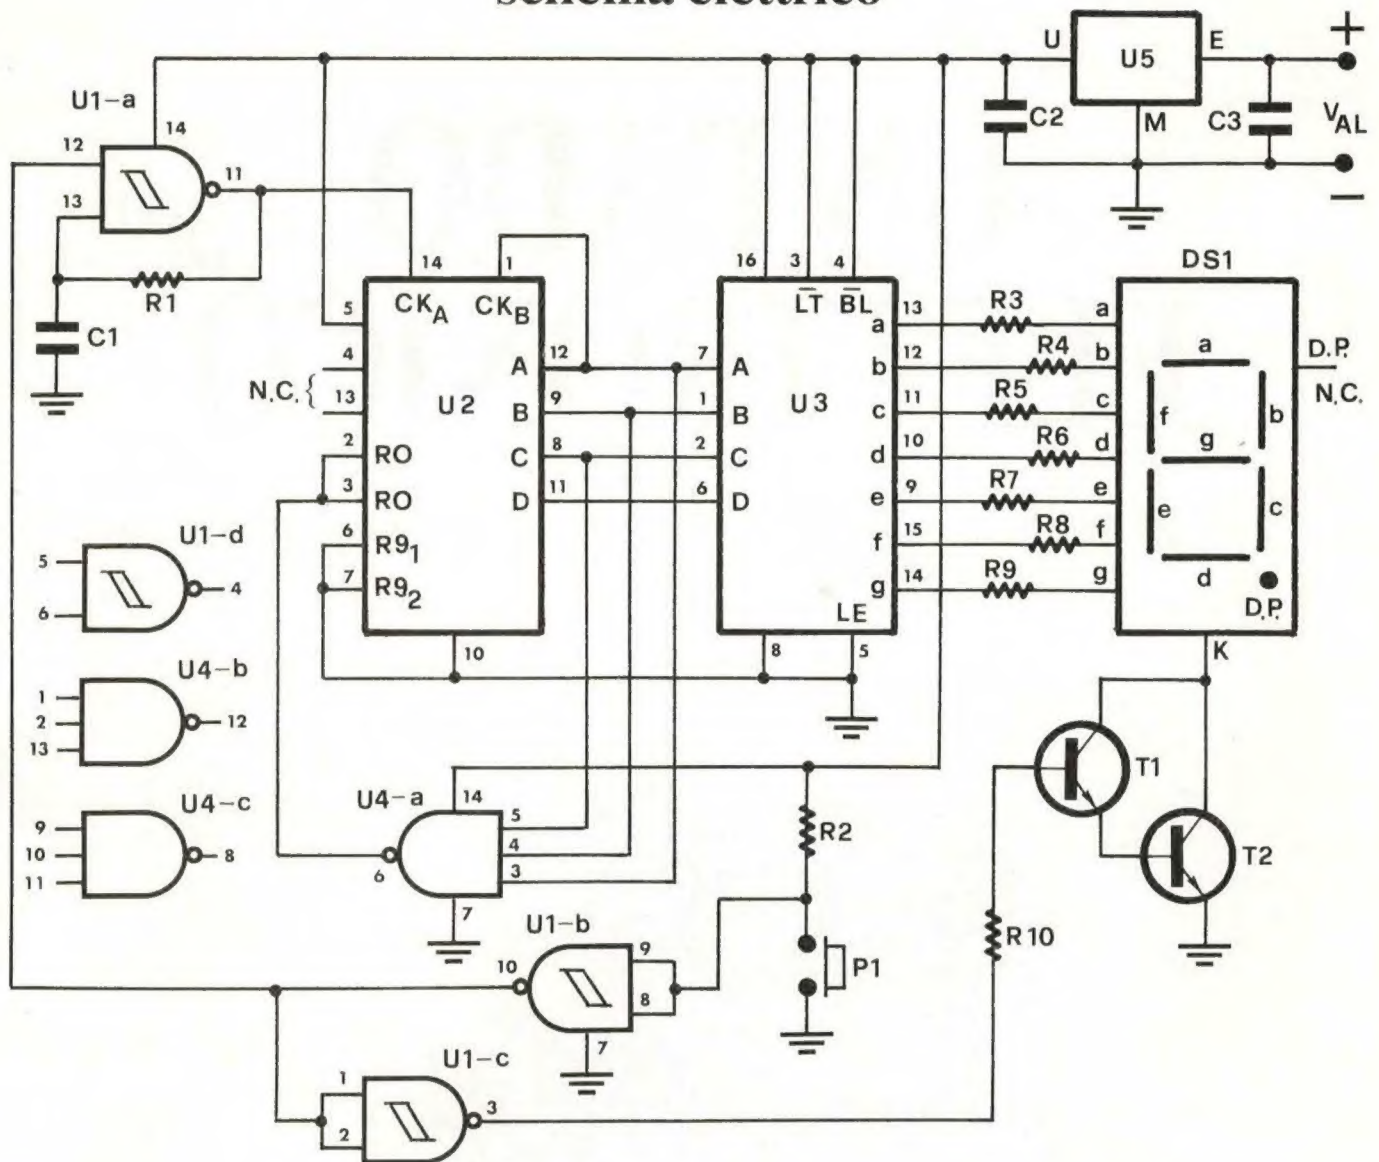 schema elettrico
U1-a
14
12
13
11
R1
C1
U
U5
E
M
C2
C3
+
VAL
−
14
1
CKA
CKB
5
4
13
N.C.
2
3
6
7
RO
RO
R91
R92
U2
A
B
C
D
12
9
8
11
10
16
3
4
LT
BL
7
1
2
6
A
B
C
D
U3
a
b
c
d
e
f
g
13
12
11
10
9
15
14
LE
8
5
R3
R4
R5
R6
R7
R8
R9
DS1
a
b
c
d
e
f
g
a
b
c
d
e
f
g
D.P.
D.P.
N.C.
K
U1-d
5
6
4
U4-b
1
2
13
12
U4-c
9
10
11
8
U4-a
14
5
4
3
6
7
R2
P1
U1-b
10
9
8
7
U1-c
1
2
3
T1
T2
R10